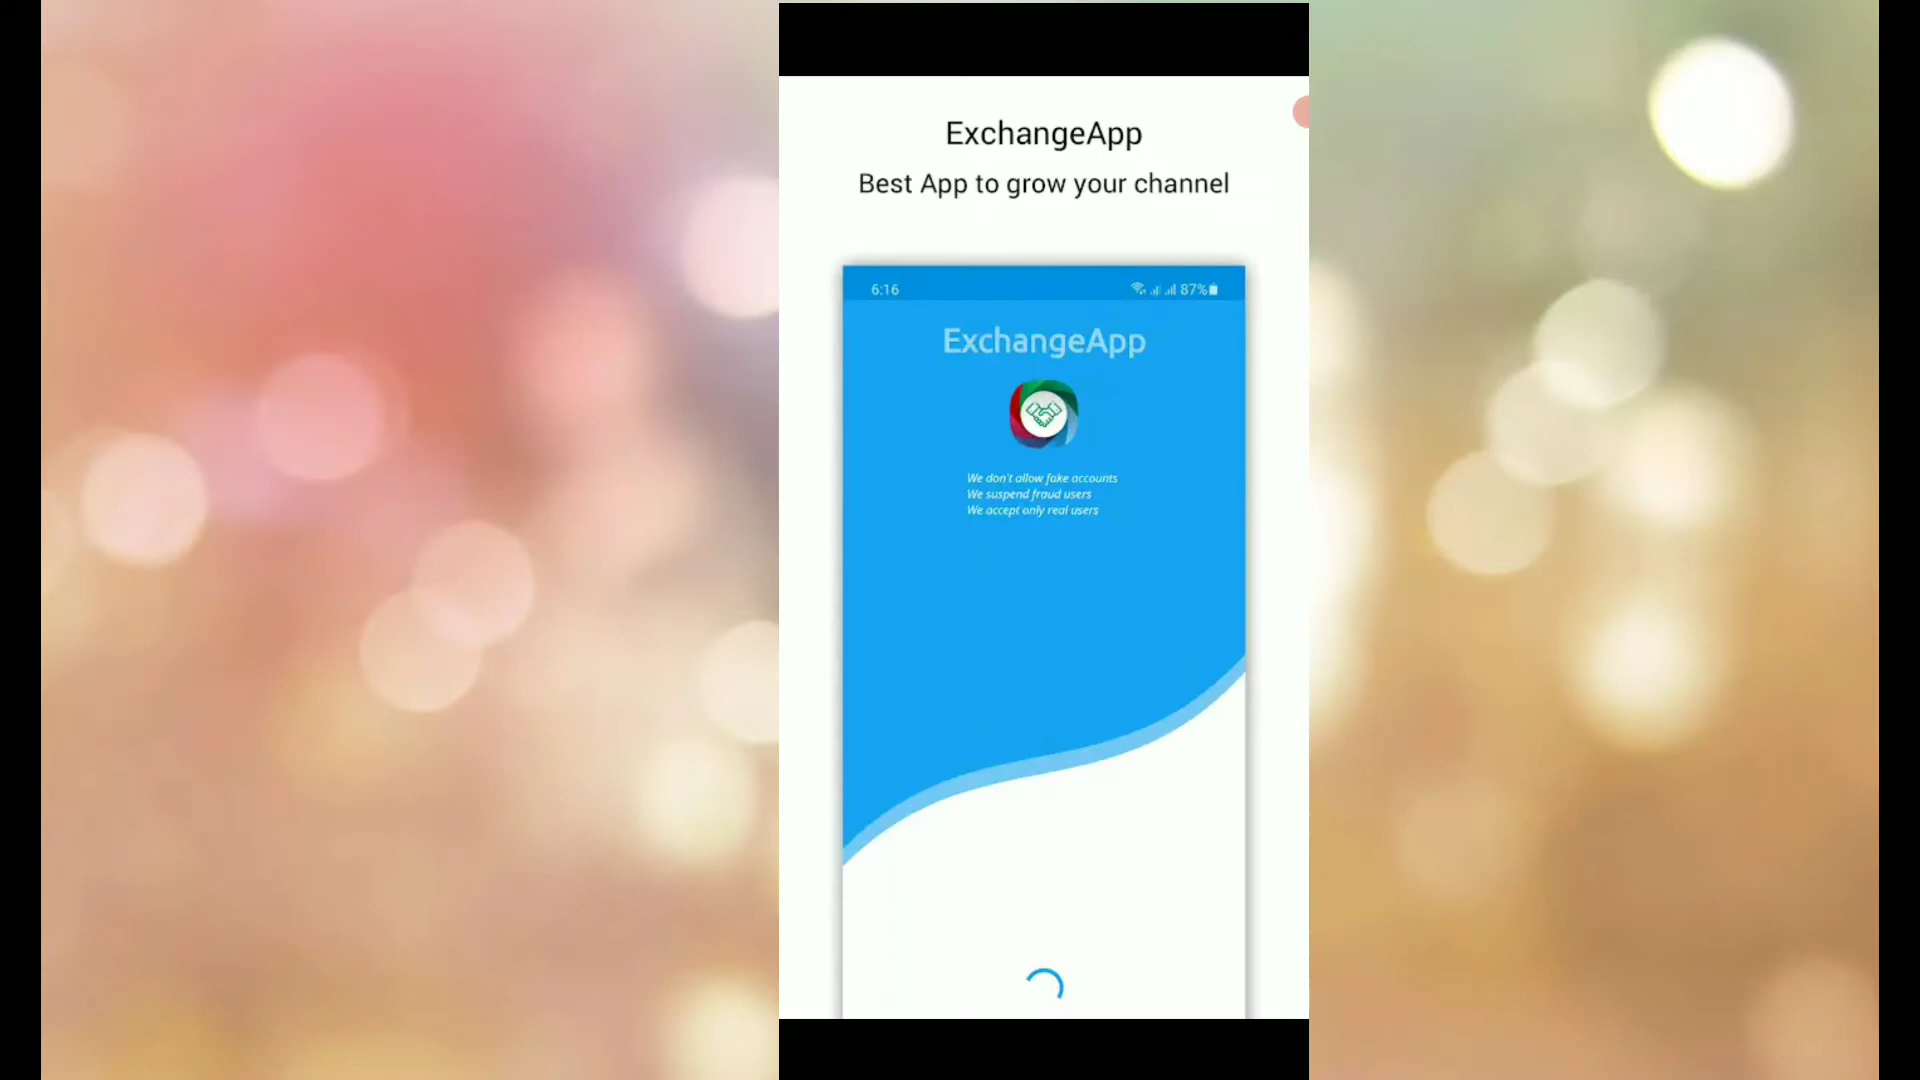 ExchangeApp
Best App to grow your channel
6:16
87%
ExchangeApp
We don't allow fake accounts
We suspend fraud users
We accept only real users